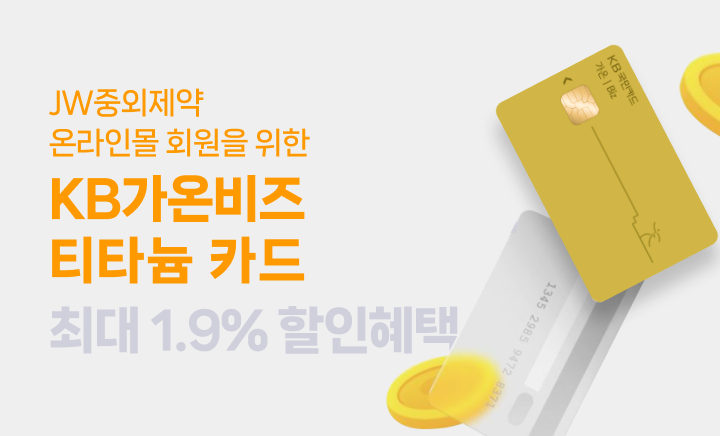 JW중외제약
온라인몰 회원을 위한
KB가온비즈
티타늄 카드
최대 1.9% 할인혜택
KB국민카드
가온 | Biz
1345 2985 9472 8371